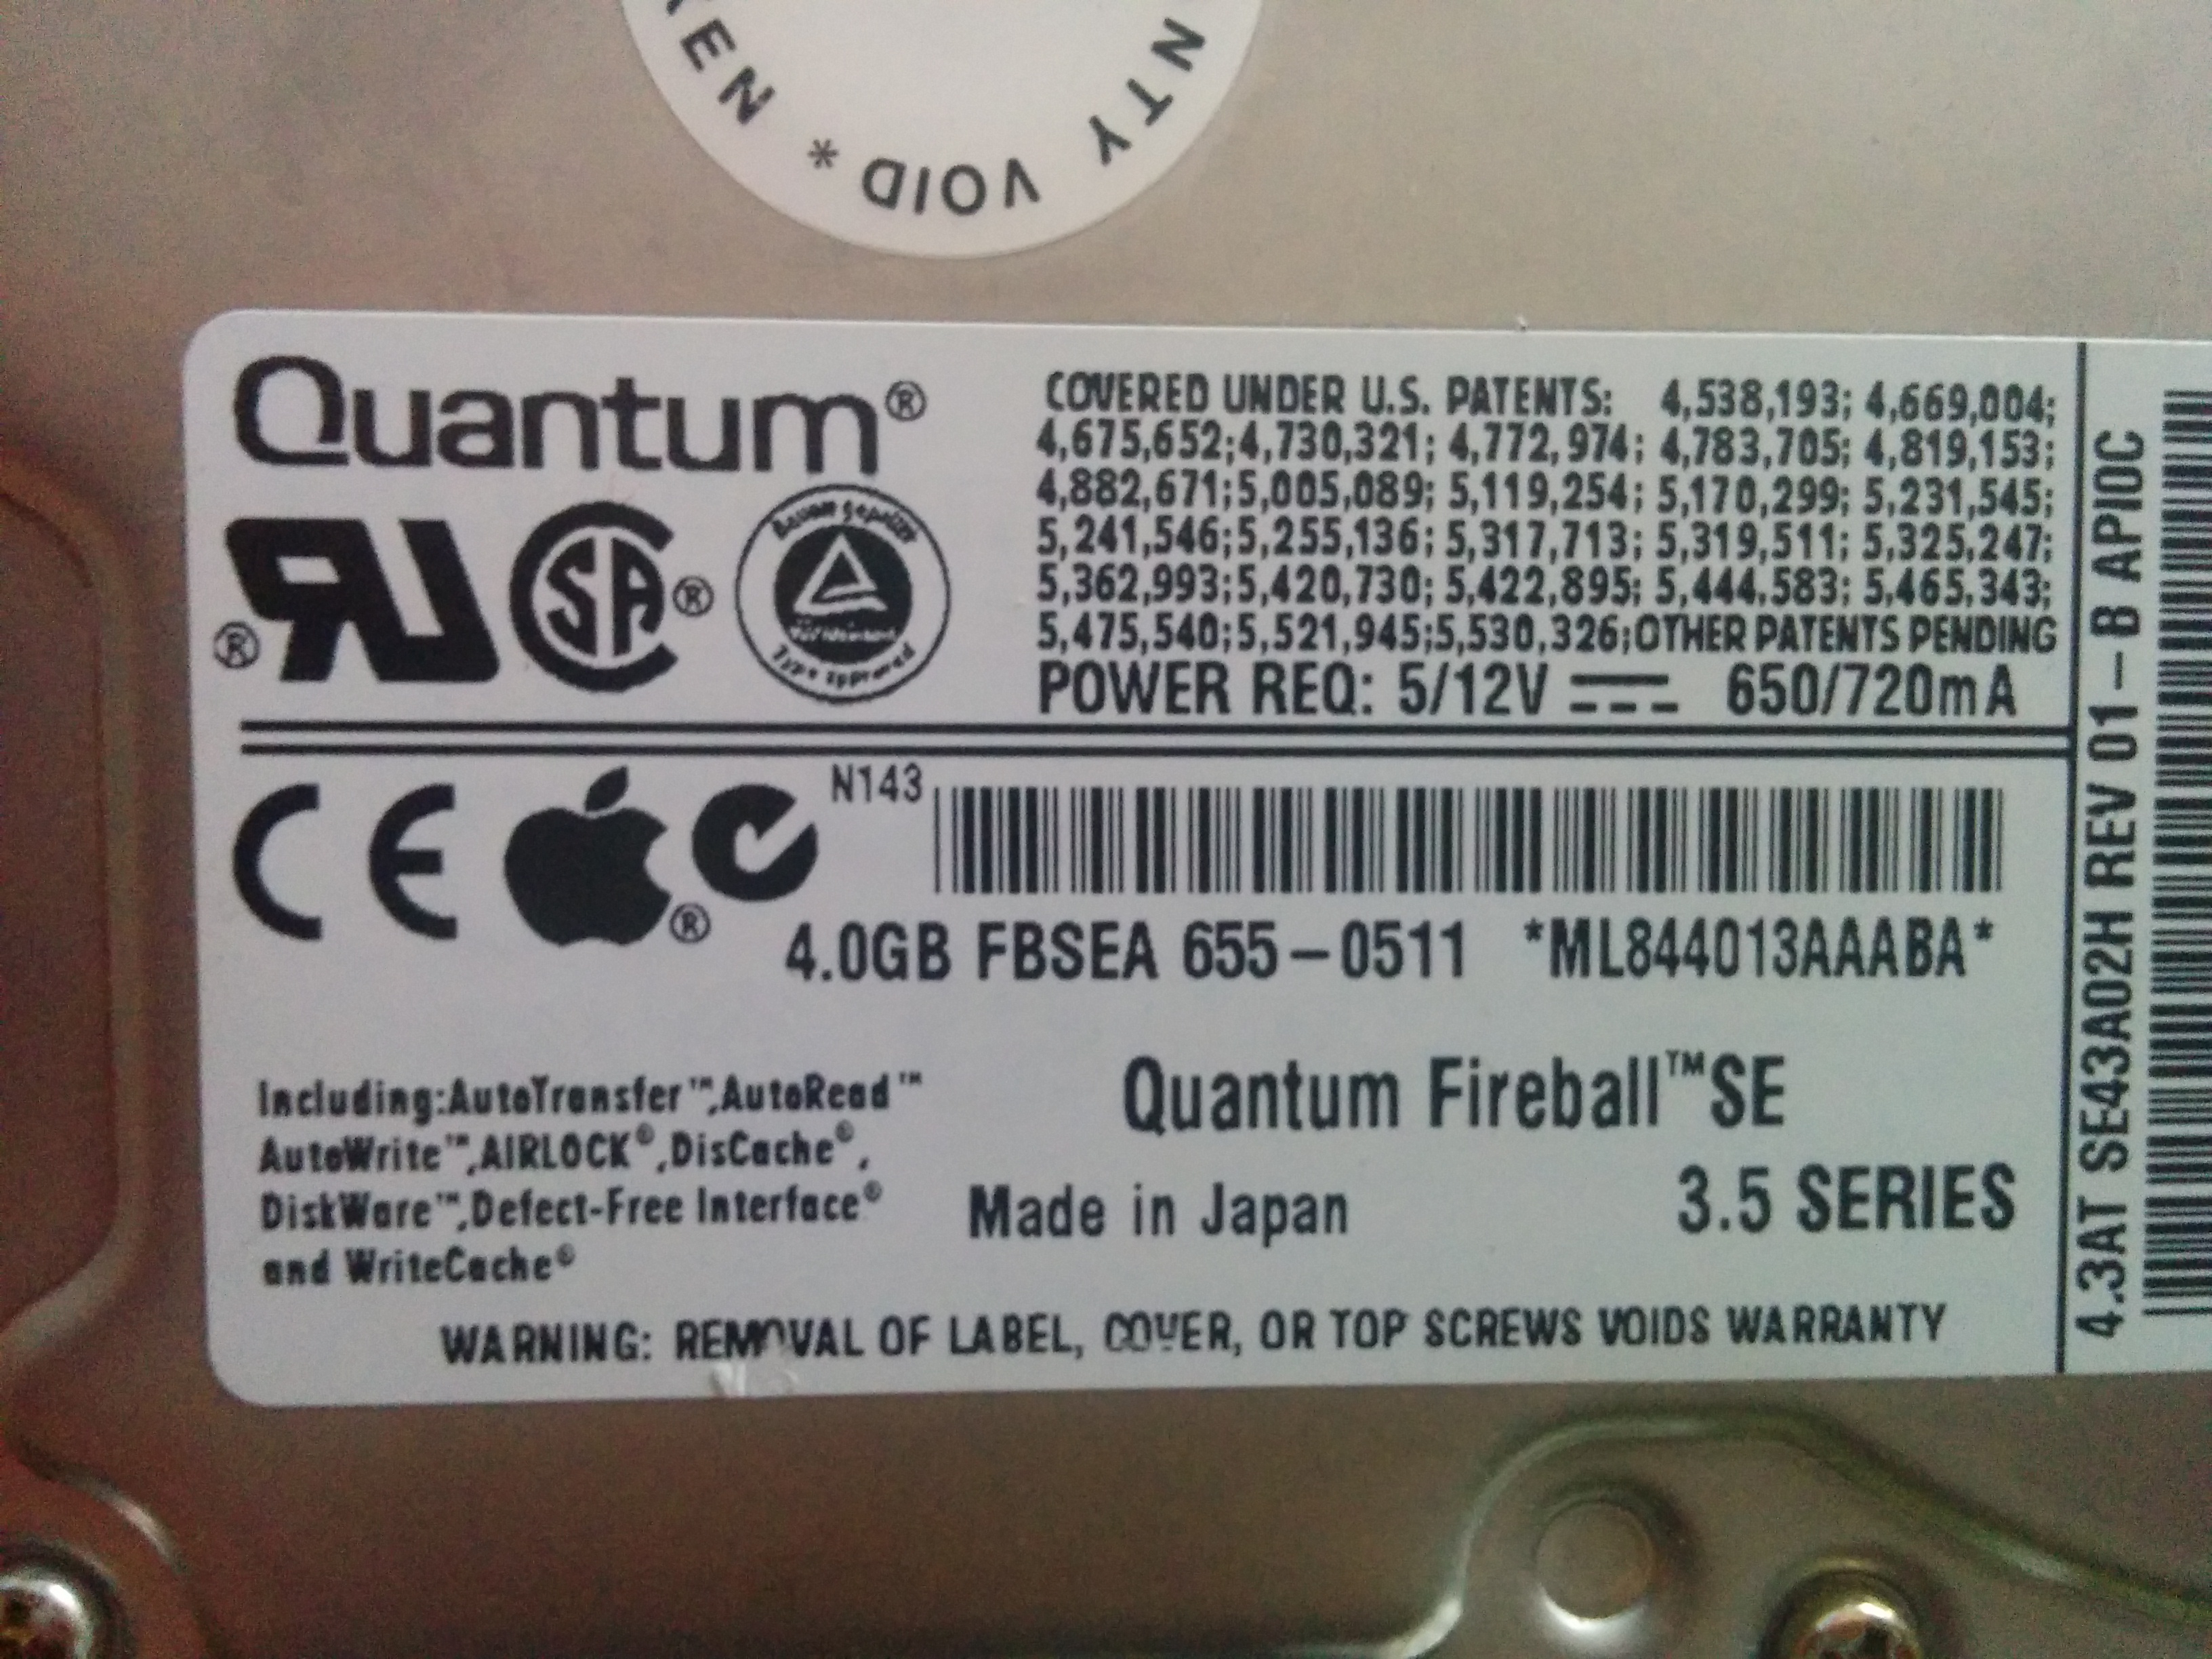 EN * VOID NTY
Quantum®
COVERED UNDER U.S. PATENTS: 4,538,193; 4,669,004;
4,675,652;4,730,321; 4,772,974; 4,783,705; 4,819,153;
4,882,671;5,005,089; 5,119,254; 5,170,299; 5,231,545;
5,241,546;5,255,136; 5,317,713; 5,319,511; 5,325,247;
5,362,993;5,420,730; 5,422,895; 5,444,583; 5,465,343;
5,475,540;5,521,945;5,530,326;OTHER PATENTS PENDING
POWER REQ: 5/12V 650/720mA
® SA ®
Bauart geprüft
Type approved
CE ® N143
4.0GB FBSEA 655-0511 *ML844013AAABA*
Including:AutoTransfer™,AutoRead™
AutoWrite™,AIRLOCK®,DisCache®,
DiskWare™,Defect-Free Interface®
and WriteCache®
Quantum Fireball™SE
Made in Japan 3.5 SERIES
WARNING: REMOVAL OF LABEL, COVER, OR TOP SCREWS VOIDS WARRANTY
4.3AT SE43A02H REV 01-B APIOC